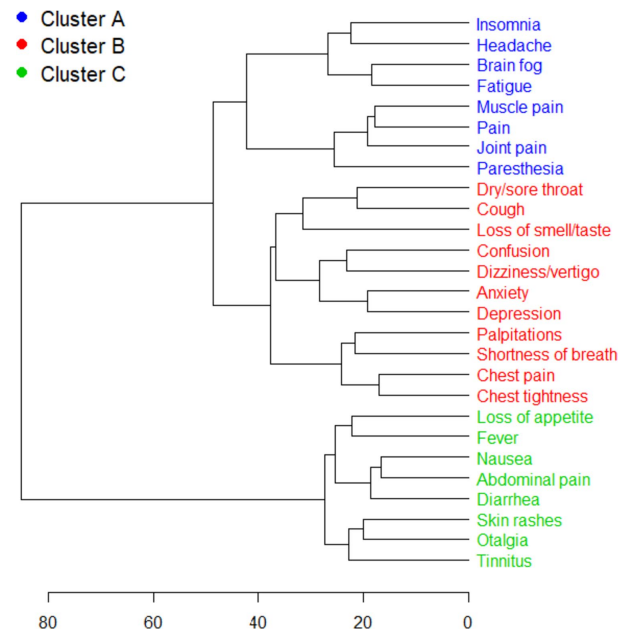 Cluster A
Cluster B
Cluster C
Insomnia
Headache
Brain fog
Fatigue
Muscle pain
Pain
Joint pain
Paresthesia
Dry/sore throat
Cough
Loss of smell/taste
Confusion
Dizziness/vertigo
Anxiety
Depression
Palpitations
Shortness of breath
Chest pain
Chest tightness
Loss of appetite
Fever
Nausea
Abdominal pain
Diarrhea
Skin rashes
Otalgia
Tinnitus
80 60 40 20 0